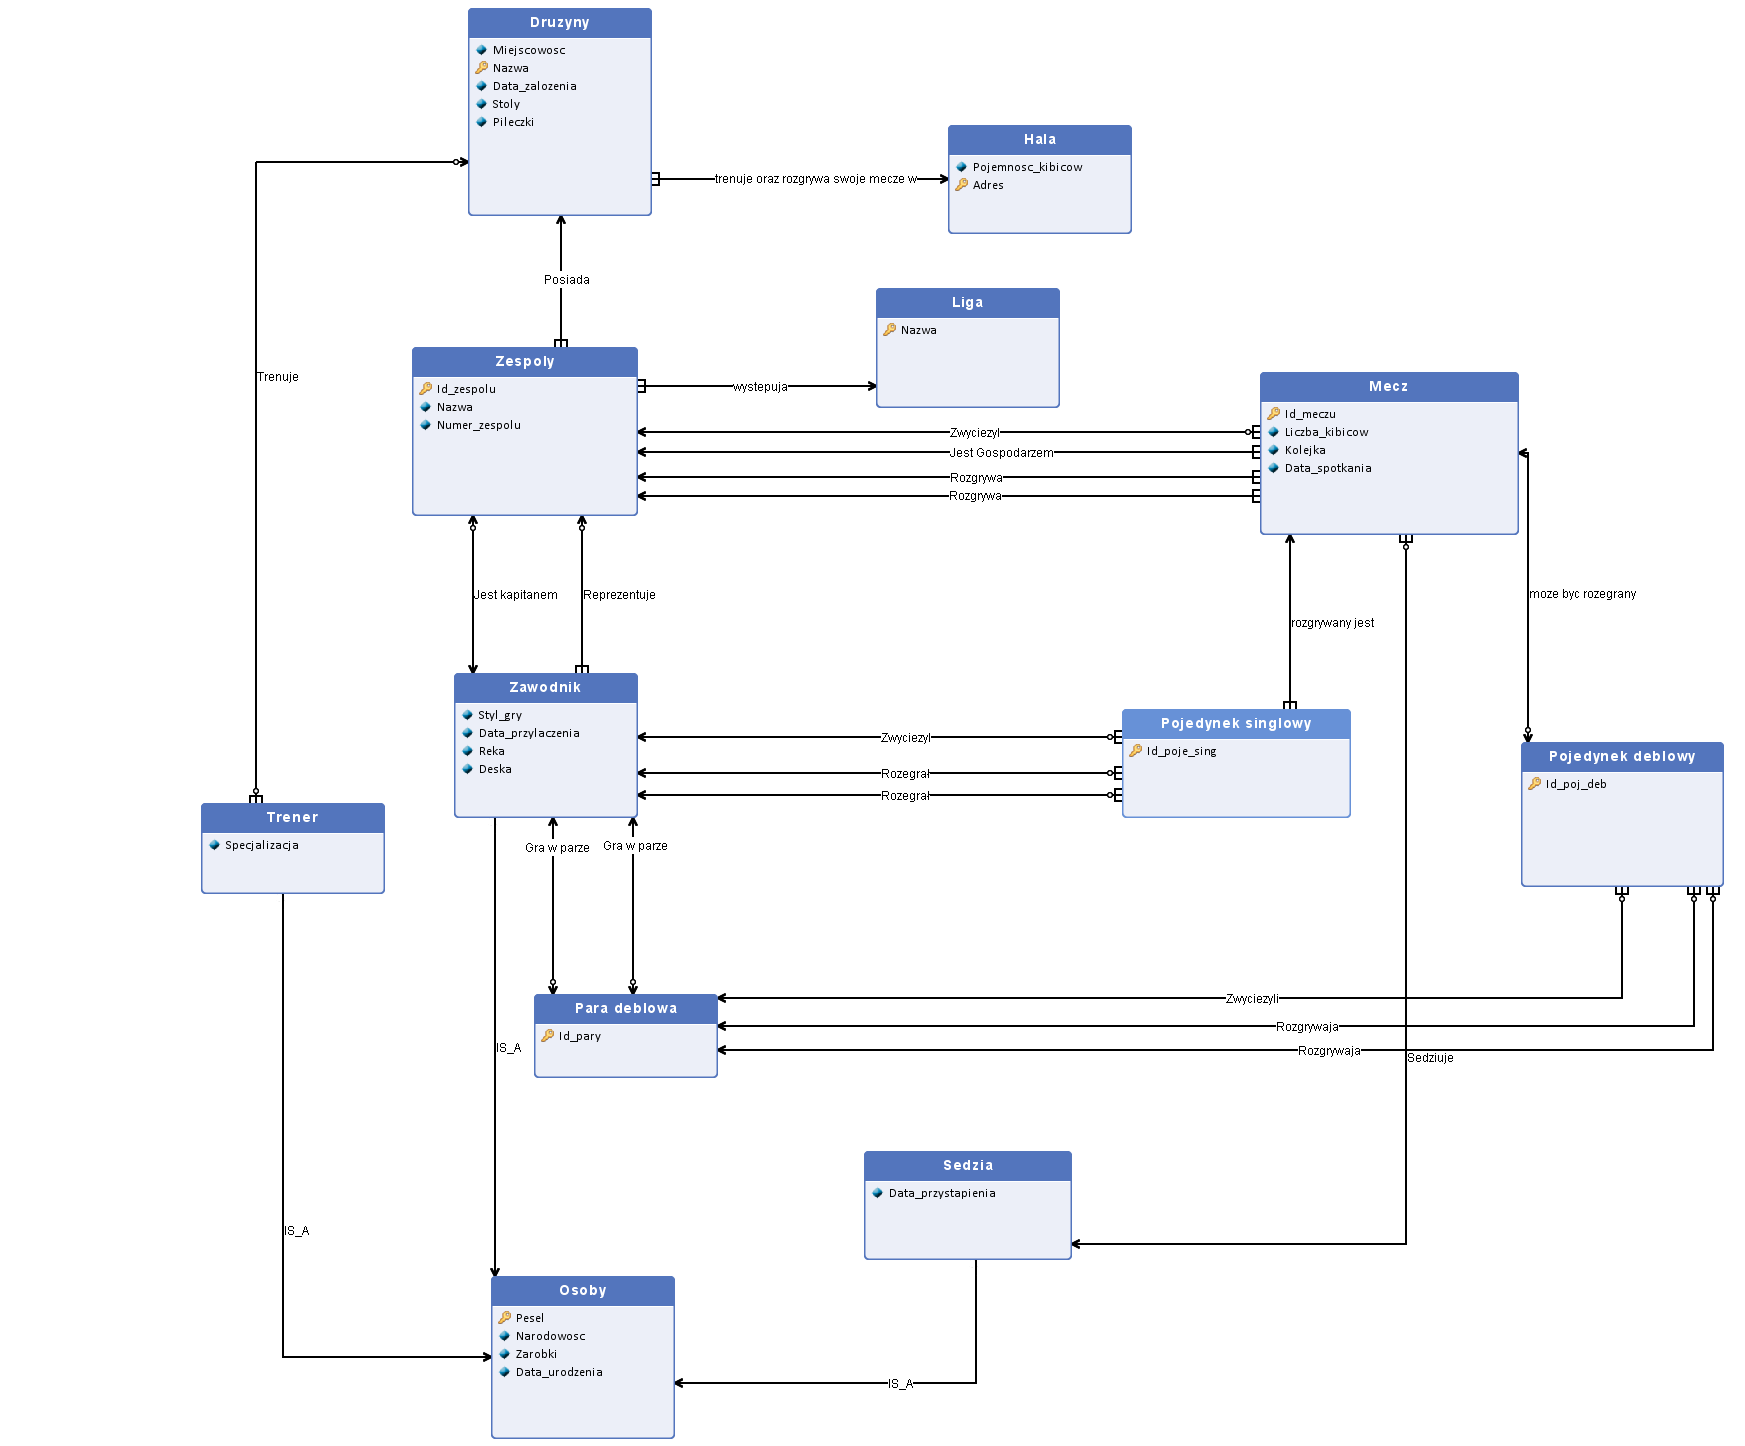 Druzyny
Miejscowosc
Nazwa
Data_zalozenia
Stoly
Pileczki
Hala
Pojemnosc_kibicow
Adres
trenuje oraz rozgrywa swoje mecze w
Posiada
Liga
Nazwa
Zespoly
Id_zespolu
Nazwa
Numer_zespolu
wystepuja
Trenuje
Mecz
Id_meczu
Liczba_kibicow
Kolejka
Data_spotkania
Zwyciezyl
Jest Gospodarzem
Rozgrywa
Rozgrywa
Jest kapitanem
Reprezentuje
moze byc rozegrany
rozgrywany jest
Zawodnik
Styl_gry
Data_przylaczenia
Reka
Deska
Pojedynek singlowy
Id_poje_sing
Zwyciezyl
Rozegrał
Rozegrał
Pojedynek deblowy
Id_poj_deb
Trener
Specjalizacja
Gra w parze
Gra w parze
Para deblowa
Id_pary
Zwyciezyli
Rozgrywaja
Rozgrywaja
IS_A
Sedziuje
Sedzia
Data_przystapienia
IS_A
Osoby
Pesel
Narodowosc
Zarobki
Data_urodzenia
IS_A